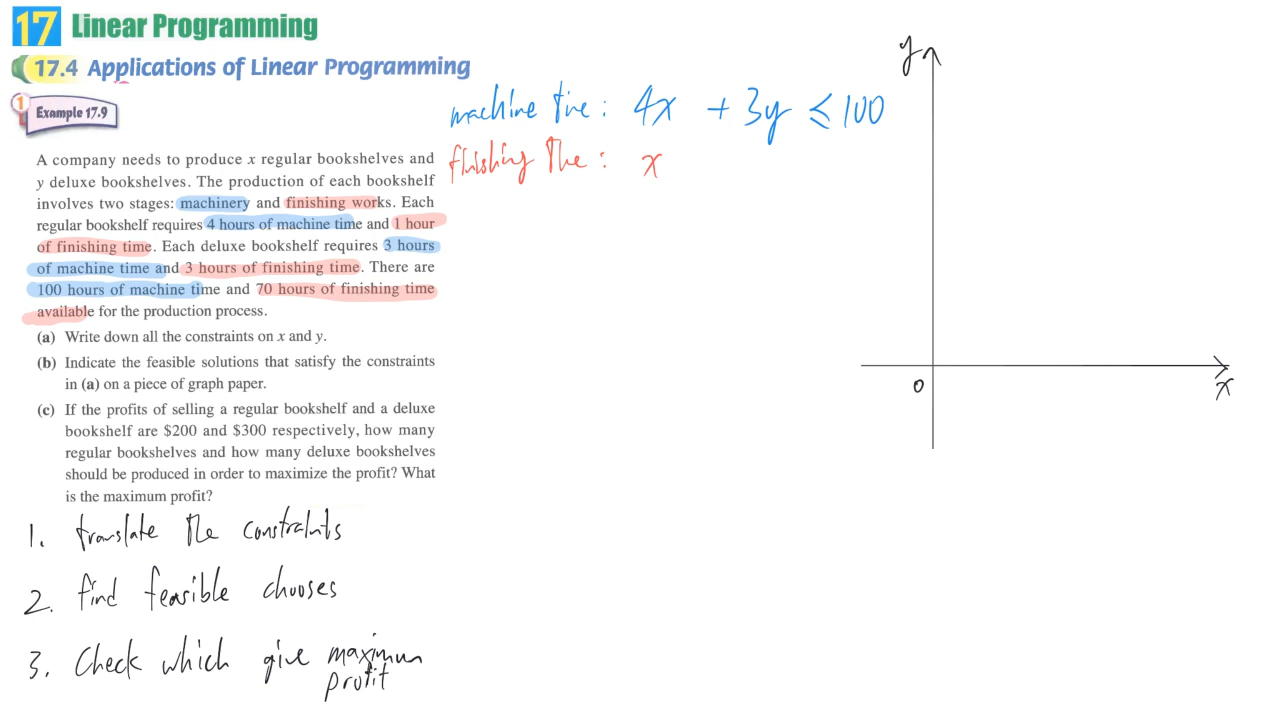 17 Linear Programming
17.4 Applications of Linear Programming
1
Example 17.9
A company needs to produce x regular bookshelves and
y deluxe bookshelves. The production of each bookshelf
involves two stages: machinery and finishing works. Each
regular bookshelf requires 4 hours of machine time and 1 hour
of finishing time. Each deluxe bookshelf requires 3 hours
of machine time and 3 hours of finishing time. There are
100 hours of machine time and 70 hours of finishing time
available for the production process.
(a) Write down all the constraints on x and y.
(b) Indicate the feasible solutions that satisfy the constraints
in (a) on a piece of graph paper.
(c) If the profits of selling a regular bookshelf and a deluxe
bookshelf are $200 and $300 respectively, how many
regular bookshelves and how many deluxe bookshelves
should be produced in order to maximize the profit? What
is the maximum profit?
1. translate the constraints
2. find feasible chooses
3. Check which give maximum
profit
machine time: 4x + 3y ≤ 100
finishing time: x
y
0
x